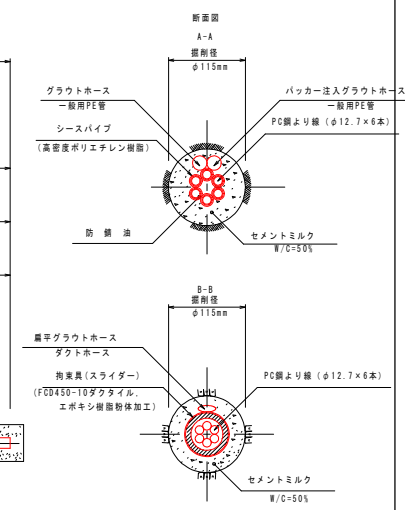 断面図
A-A
掘削径
φ115mm
グラウトホース
一般用PE管
パッカー注入グラウトホース
一般用PE管
シースパイプ
(高密度ポリエチレン樹脂)
PC鋼より線(φ12.7×6本)
防錆油
セメントミルク
W/C=50%
B-B
掘削径
φ115mm
扁平グラウトホース
ダクトホース
拘束具(スライダー)
(FCD450-10ダクタイル,
エポキシ樹脂粉体加工)
PC鋼より線(φ12.7×6本)
セメントミルク
W/C=50%